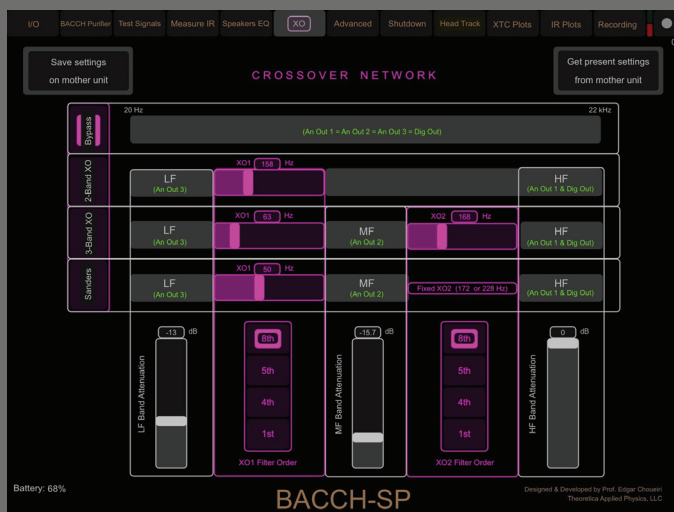 I/O BACCH Purifier Test Signals Measure IR Speakers EQ XO Advanced Shutdown Head Track XTC Plots IR Plots Recording
Save settings
on mother unit
CROSSOVER NETWORK
Get present settings
from mother unit
20 Hz 22 kHz
Bypass
(An Out 1 = An Out 2 = An Out 3 = Dig Out)
2-Band XO
XO1 158 Hz
LF
(An Out 3)
HF
(An Out 1 & Dig Out)
3-Band XO
XO1 63 Hz
XO2 168 Hz
LF
(An Out 3)
MF
(An Out 2)
HF
(An Out 1 & Dig Out)
Sanders
XO1 50 Hz
LF
(An Out 3)
MF
(An Out 2)
Fixed XO2 (172 or 228 Hz)
HF
(An Out 1 & Dig Out)
-13 dB
LF Band Attenuation
8th
5th
4th
1st
XO1 Filter Order
-15.7 dB
MF Band Attenuation
8th
5th
4th
1st
XO2 Filter Order
0 dB
HF Band Attenuation
Battery: 68%
BACCH-SP
Designed & Developed by Prof. Edgar Choueiri
Theoretica Applied Physics, LLC